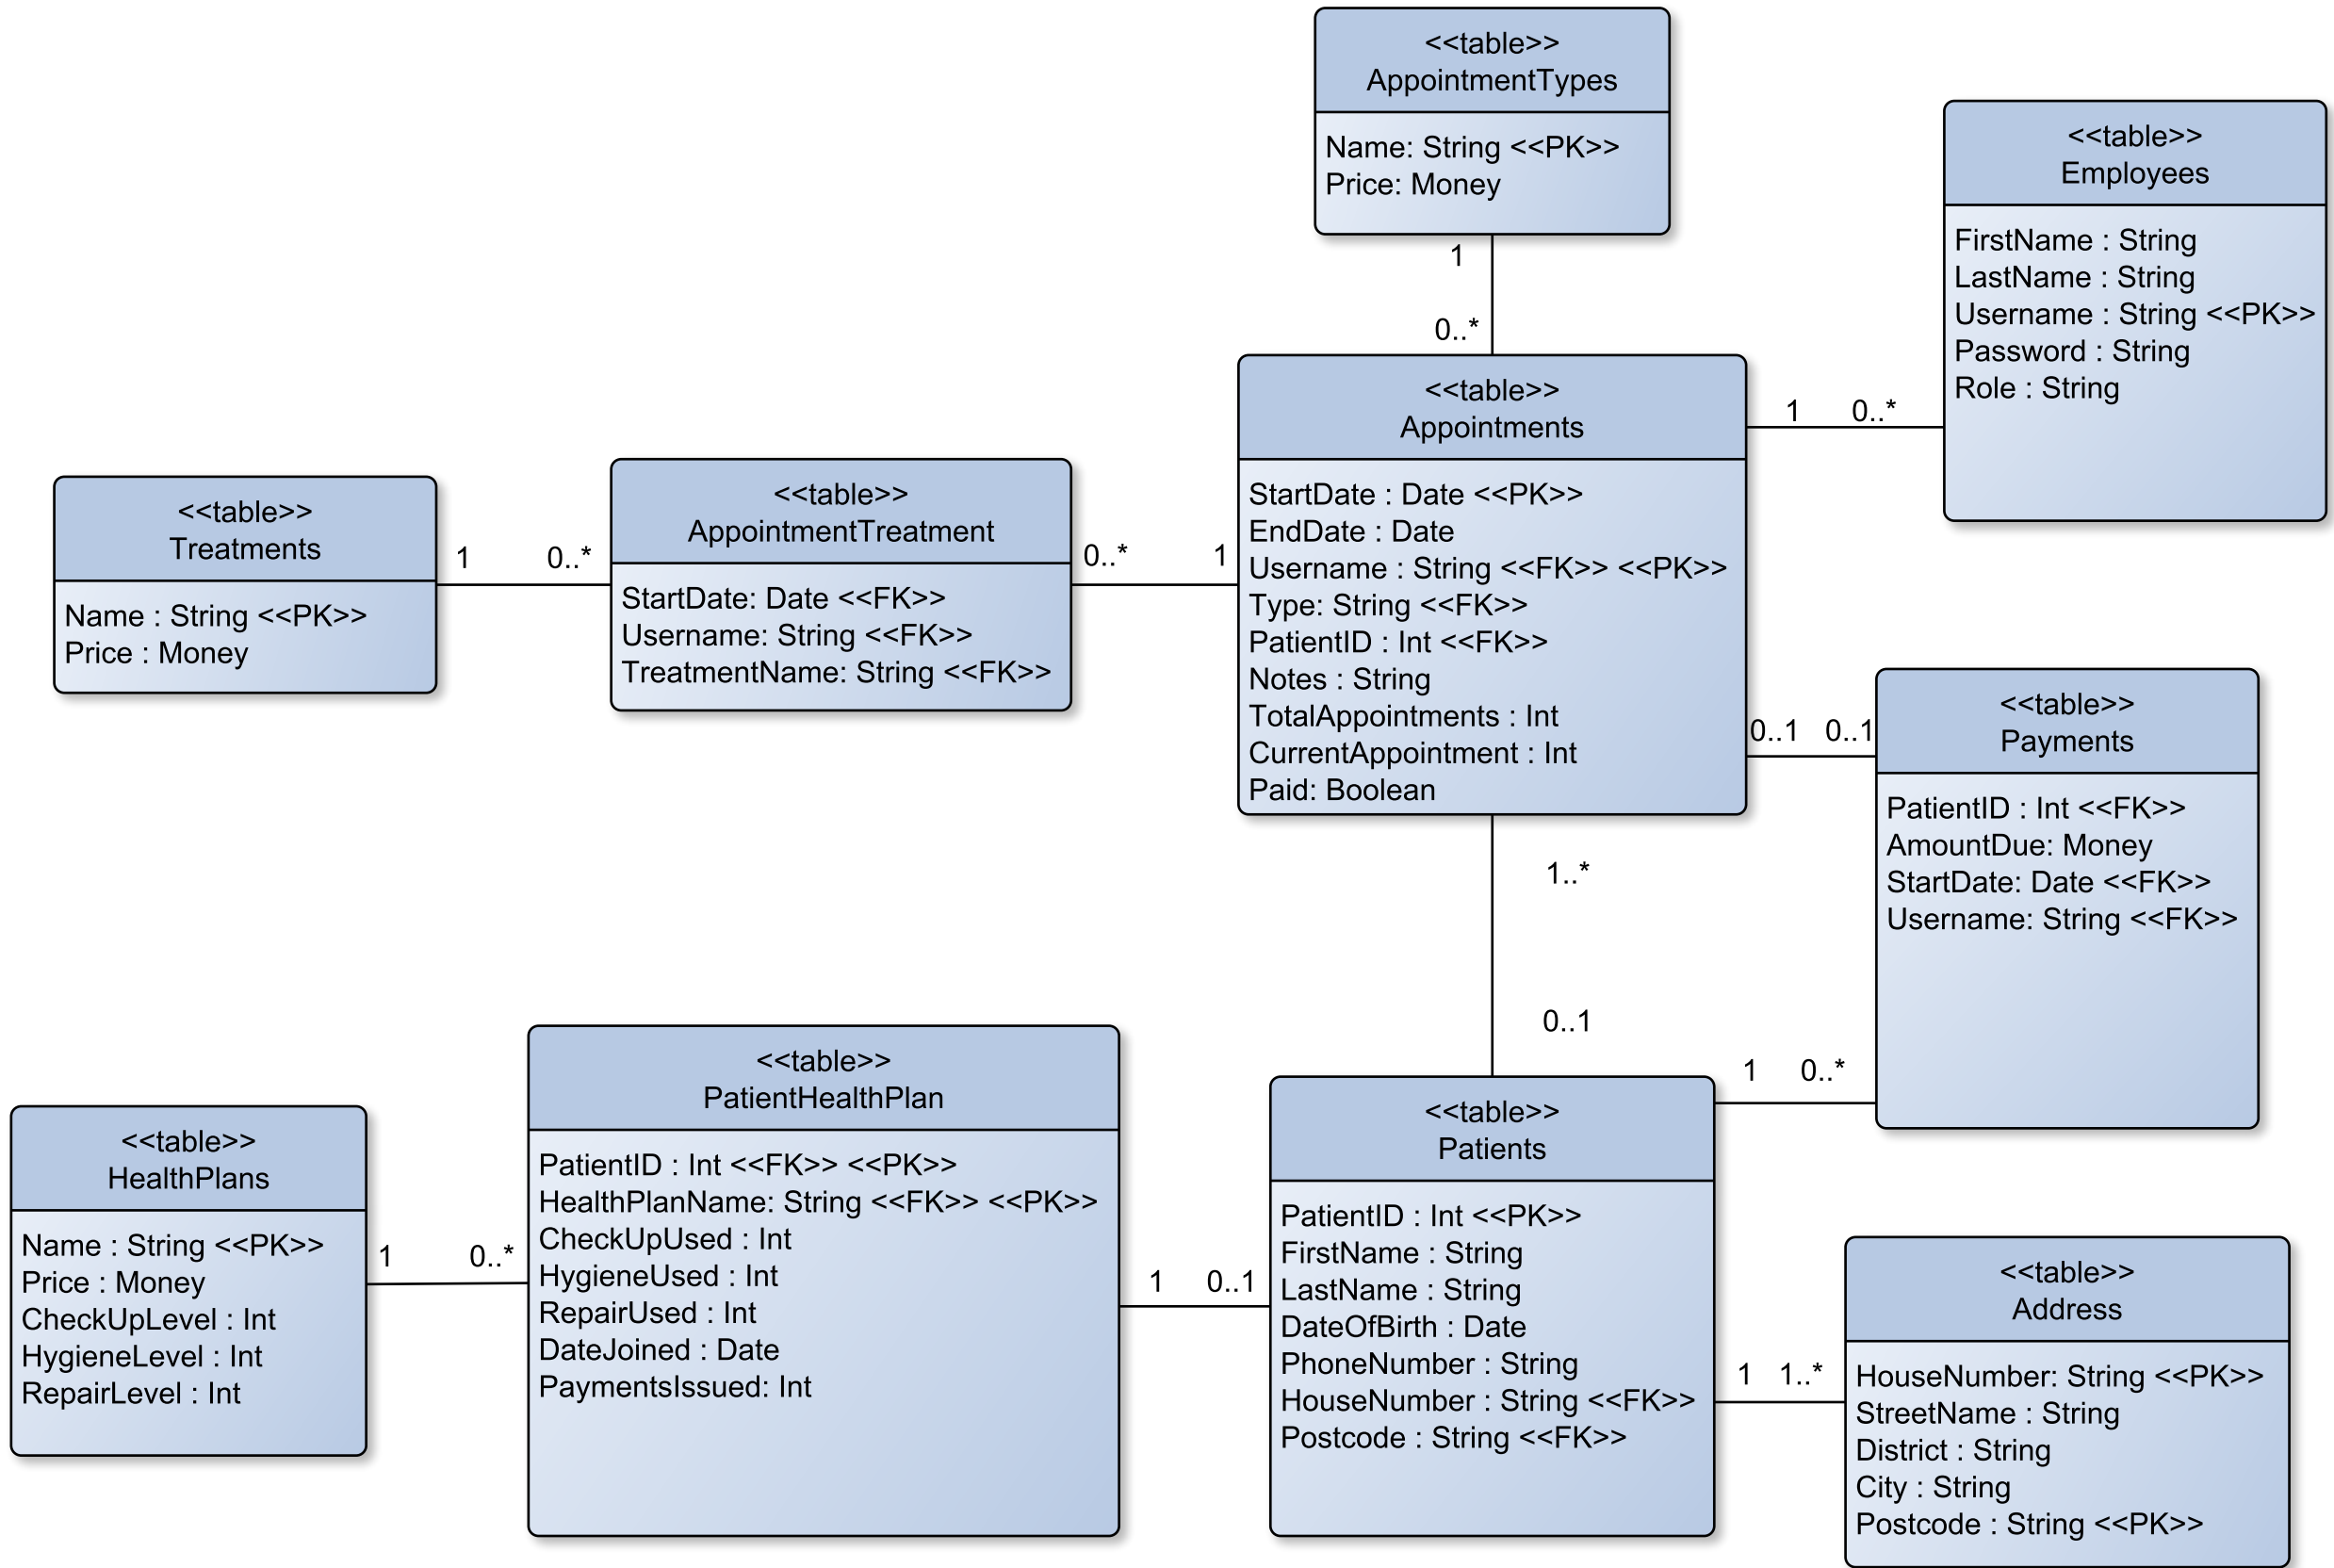 <<table>>
AppointmentTypes
Name: String <<PK>>
Price: Money
<<table>>
Employees
FirstName : String
LastName : String
Username : String <<PK>>
Password : String
Role : String
1
0..*
<<table>>
Appointments
StartDate : Date <<PK>>
EndDate : Date
Username : String <<FK>> <<PK>>
Type: String <<FK>>
PatientID : Int <<FK>>
Notes : String
TotalAppointments : Int
CurrentAppointment : Int
Paid: Boolean
1 0..*
<<table>>
Treatments
Name : String <<PK>>
Price : Money
1 0..*
<<table>>
AppointmentTreatment
StartDate: Date <<FK>>
Username: String <<FK>>
TreatmentName: String <<FK>>
0..* 1
0..1 0..1
<<table>>
Payments
PatientID : Int <<FK>>
AmountDue: Money
StartDate: Date <<FK>>
Username: String <<FK>>
1..*
0..1
1 0..*
<<table>>
HealthPlans
Name : String <<PK>>
Price : Money
CheckUpLevel : Int
HygieneLevel : Int
RepairLevel : Int
1 0..*
<<table>>
PatientHealthPlan
PatientID : Int <<FK>> <<PK>>
HealthPlanName: String <<FK>> <<PK>>
CheckUpUsed : Int
HygieneUsed : Int
RepairUsed : Int
DateJoined : Date
PaymentsIssued: Int
1 0..1
<<table>>
Patients
PatientID : Int <<PK>>
FirstName : String
LastName : String
DateOfBirth : Date
PhoneNumber : String
HouseNumber : String <<FK>>
Postcode : String <<FK>>
1 1..*
<<table>>
Address
HouseNumber: String <<PK>>
StreetName : String
District : String
City : String
Postcode : String <<PK>>